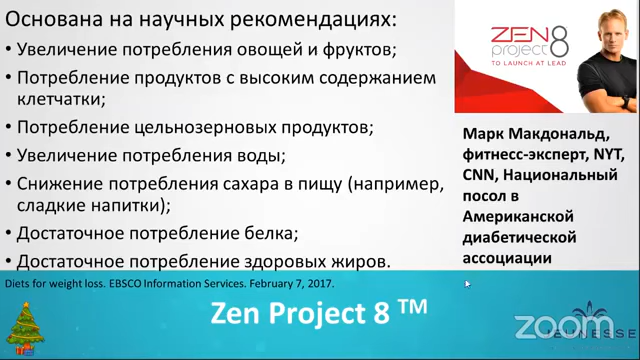 Основана на научных рекомендациях:
• Увеличение потребления овощей и фруктов;
• Потребление продуктов с высоким содержанием
клетчатки;
• Потребление цельнозерновых продуктов;
• Увеличение потребления воды;
• Снижение потребления сахара в пищу (например,
сладкие напитки);
• Достаточное потребление белка;
• Достаточное потребление здоровых жиров.
Diets for weight loss. EBSCO Information Services. February 7, 2017.
ZEN
project 8
TO LAUNCH AT LEAD
Марк Макдональд,
фитнесс-эксперт, NYT,
CNN, Национальный
посол в
Американской
диабетической
ассоциации
Zen Project 8 TM
JEUNESSE
zoom